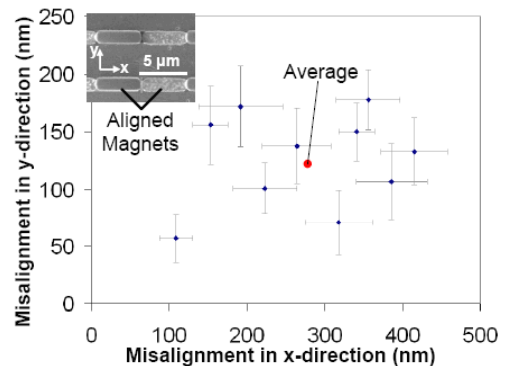 Misalignment in y-direction (nm)
250
200
150
100
50
0
y
x
5 μm
Aligned
Magnets
Average
0
100
200
300
400
500
Misalignment in x-direction (nm)